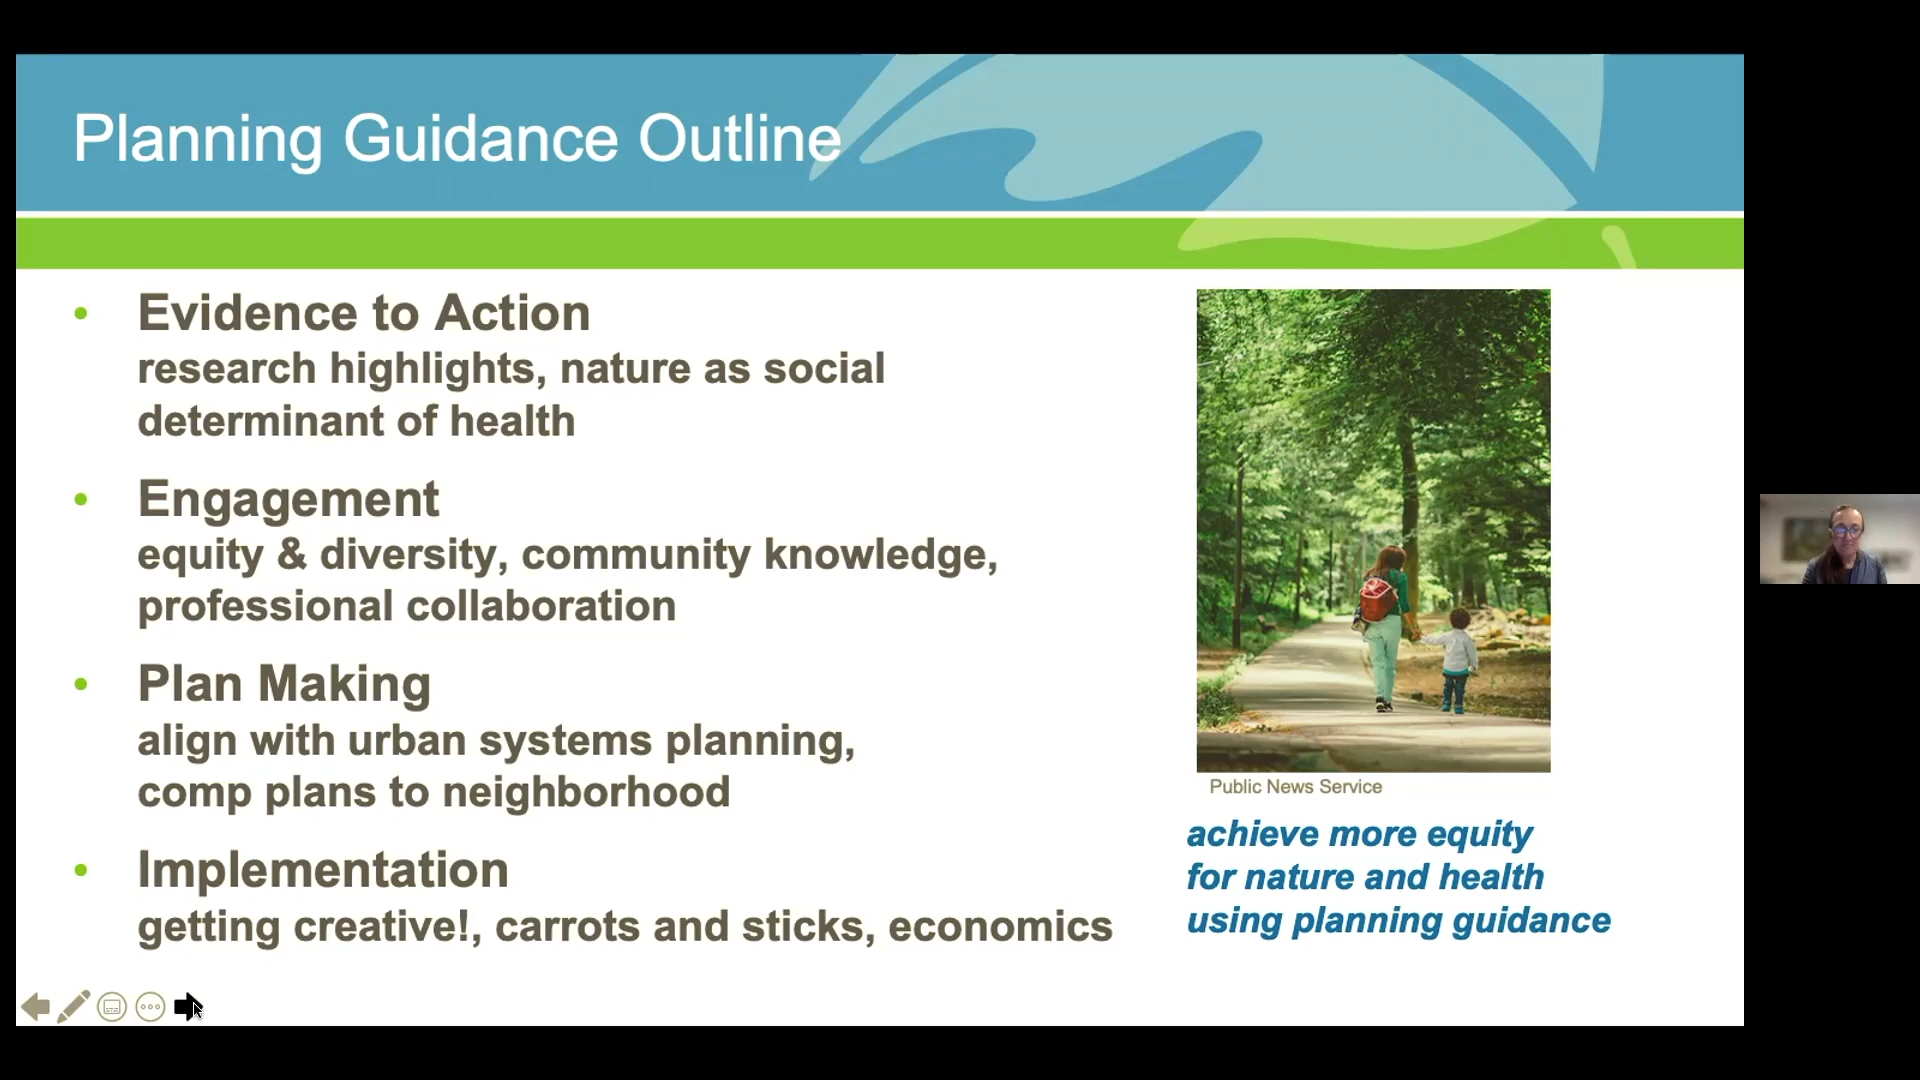 Planning Guidance Outline
• Evidence to Action
research highlights, nature as social
determinant of health
• Engagement
equity & diversity, community knowledge,
professional collaboration
• Plan Making
align with urban systems planning,
comp plans to neighborhood
• Implementation
getting creative!, carrots and sticks, economics
Public News Service
achieve more equity
for nature and health
using planning guidance